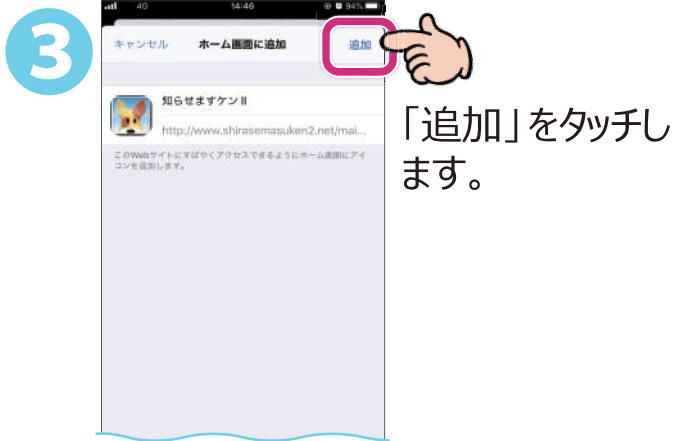 3
4G 14:46 94%
キャンセル ホーム画面に追加 追加
知らせますケンⅡ
http://www.shirasemasuken2.net/mai...
このWebサイトにすばやくアクセスできるようにホーム画面にアイ
コンを追加します。
「追加」をタッチし
ます。